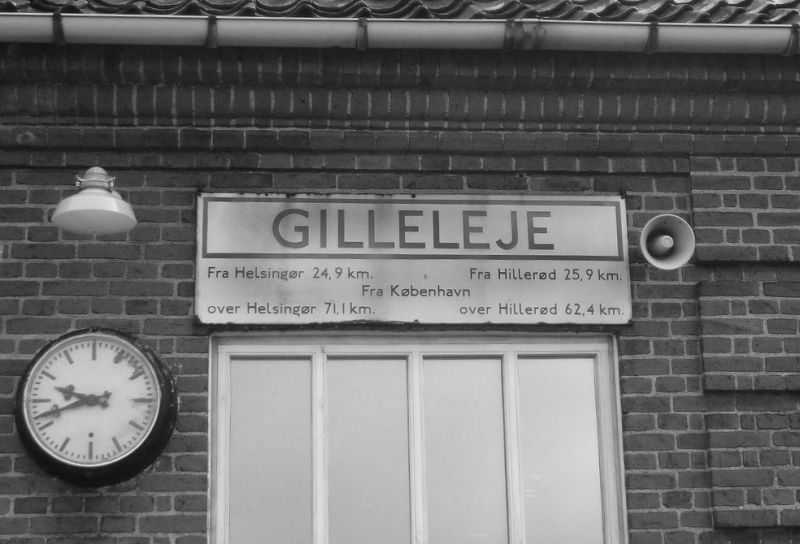 GILLELEJE
Fra Helsingør 24,9 km. Fra Hillerød 25,9 km.
Fra København
over Helsingør 71,1 km. over Hillerød 62,4 km.